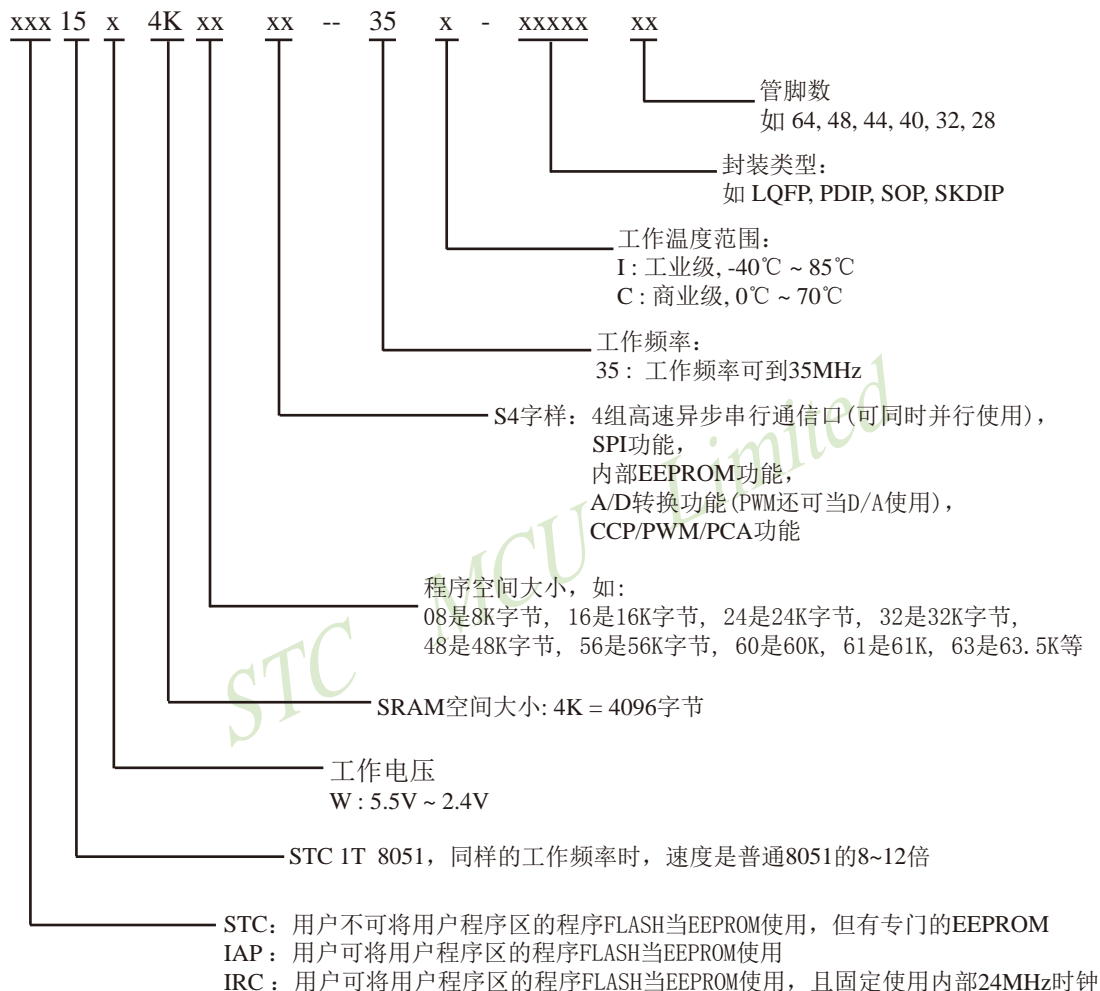 xxx 15 x 4K xx xx -- 35 x - xxxxx xx
管脚数
如 64, 48, 44, 40, 32, 28
封装类型：
如 LQFP, PDIP, SOP, SKDIP
工作温度范围：
I : 工业级, -40℃ ~ 85℃
C : 商业级, 0℃ ~ 70℃
工作频率：
35 : 工作频率可到35MHz
S4字样：4组高速异步串行通信口(可同时并行使用)，
SPI功能，
内部EEPROM功能，
A/D转换功能(PWM还可当D/A使用)，
CCP/PWM/PCA功能
程序空间大小，如：
08是8K字节, 16是16K字节, 24是24K字节, 32是32K字节,
48是48K字节, 56是56K字节, 60是60K, 61是61K, 63是63.5K等
SRAM空间大小: 4K = 4096字节
工作电压
W : 5.5V ~ 2.4V
STC 1T 8051，同样的工作频率时，速度是普通8051的8~12倍
STC：用户不可将用户程序区的程序FLASH当EEPROM使用，但有专门的EEPROM
IAP：用户可将用户程序区的程序FLASH当EEPROM使用
IRC：用户可将用户程序区的程序FLASH当EEPROM使用，且固定使用内部24MHz时钟
STC MCU Limited